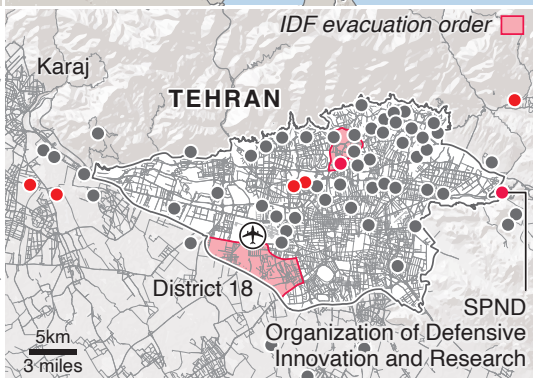 IDF evacuation order
Karaj
TEHRAN
District 18
SPND
Organization of Defensive
Innovation and Research
5km
3 miles